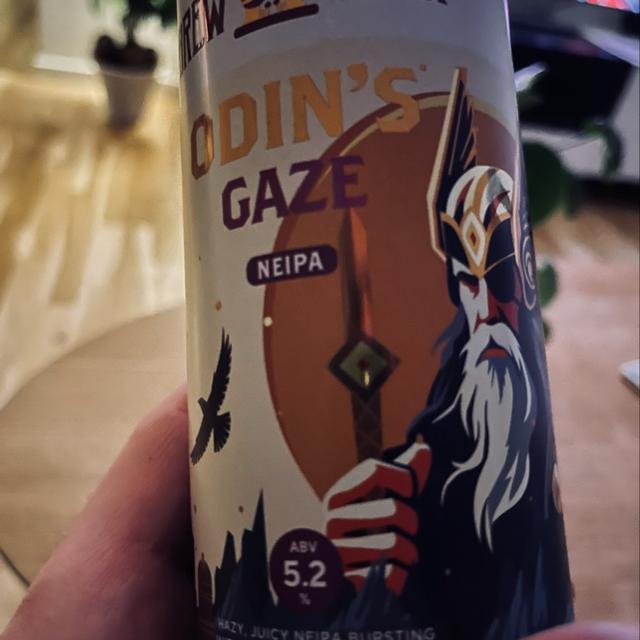 ODIN'S
GAZE
NEIPA
ABV
5.2
%
HAZY, JUICY NEIPA BURSTING